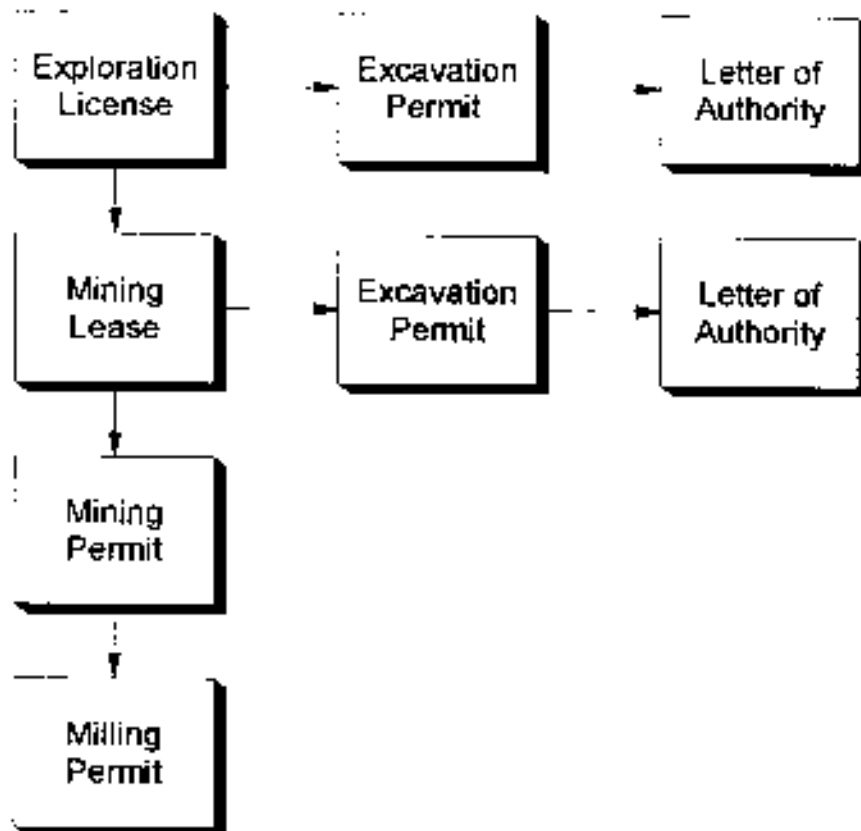 Exploration
License
Excavation
Permit
Letter of
Authority
Mining
Lease
Excavation
Permit
Letter of
Authority
Mining
Permit
Milling
Permit